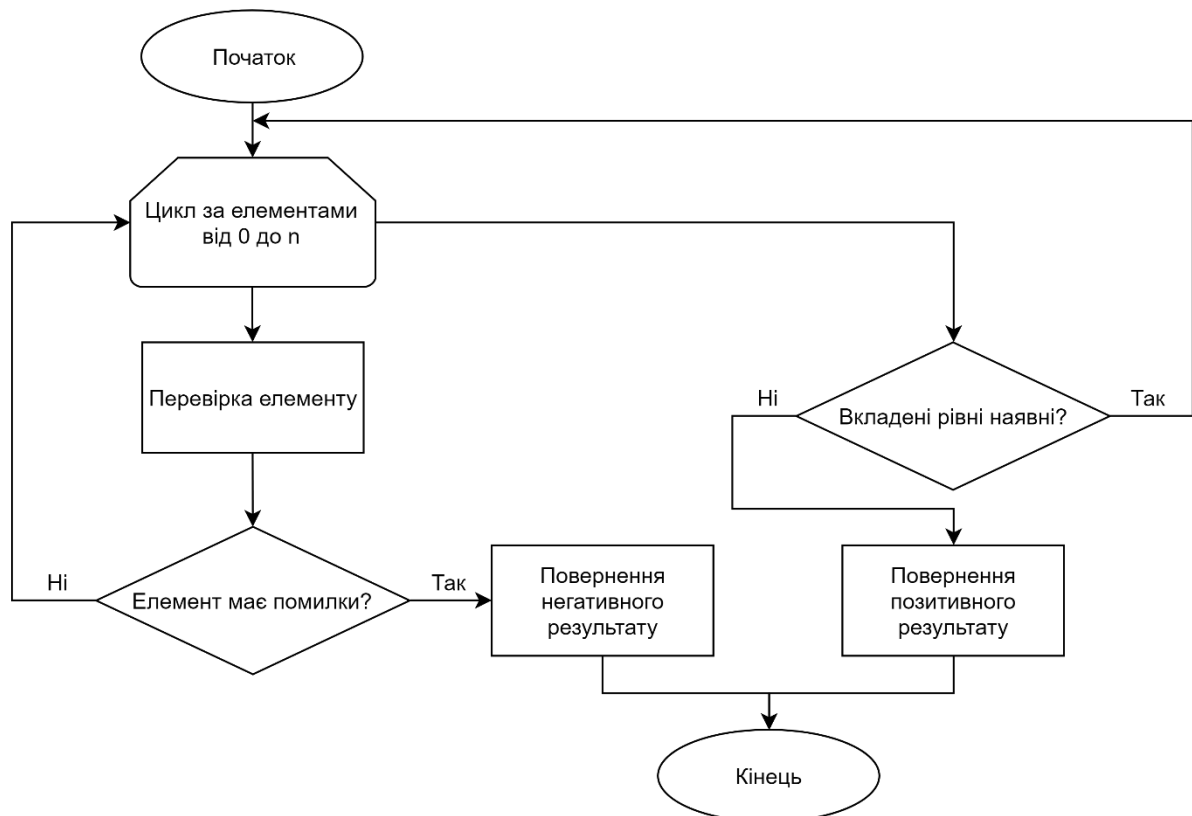 Початок
Цикл за елементами
від 0 до n
Перевірка елементу
Ні
Вкладені рівні наявні?
Так
Ні
Елемент має помилки?
Так
Повернення
негативного
результату
Повернення
позитивного
результату
Кінець